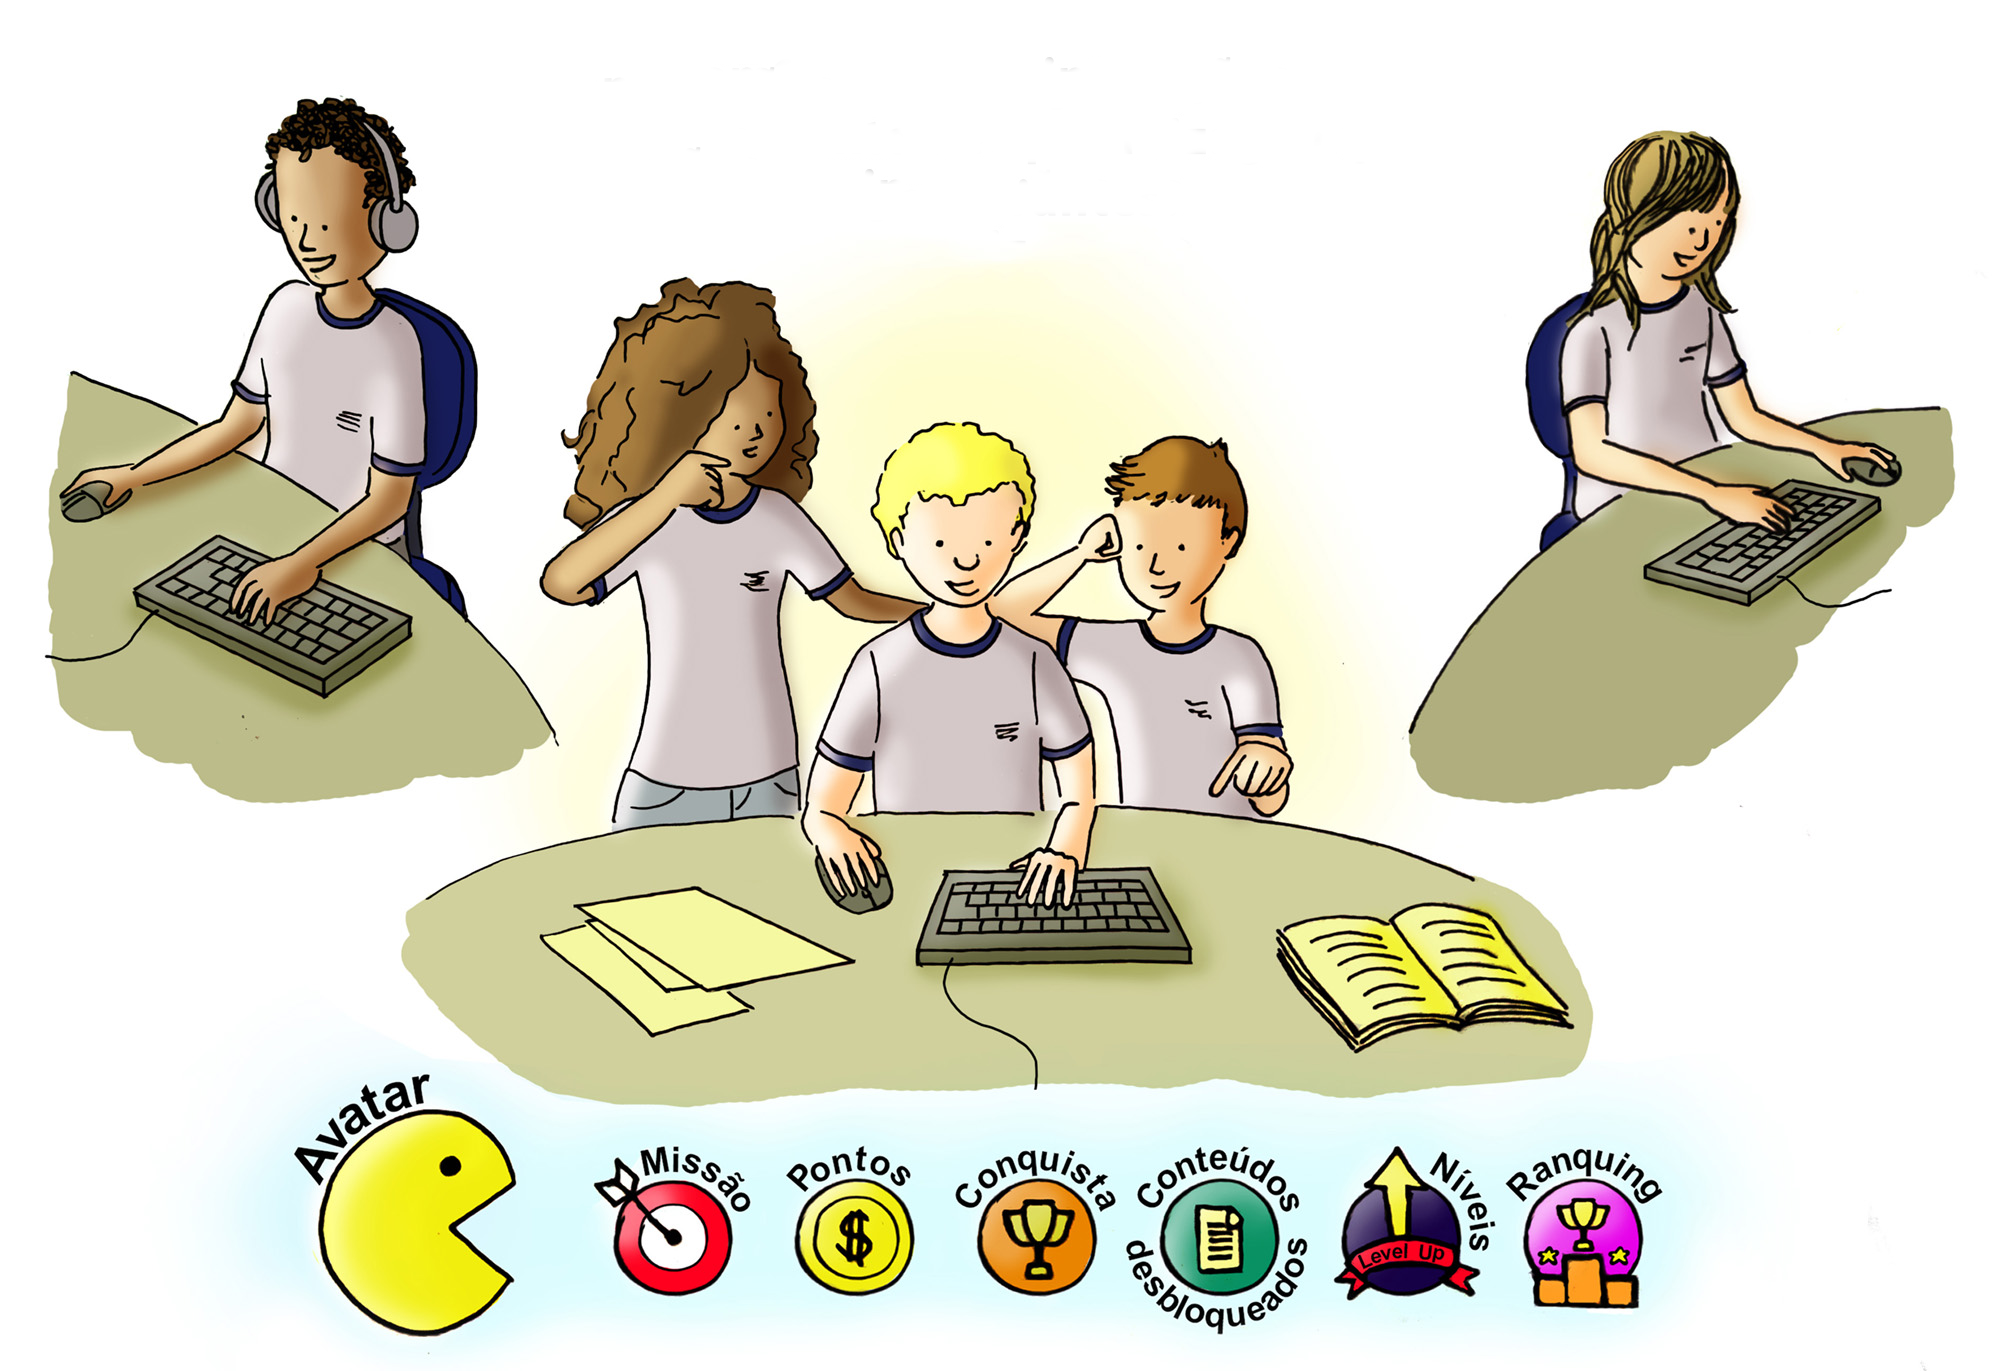 Avatar
Missão
Pontos
Conquista
Conteúdos
desbloqueados
Níveis
Level Up
Ranquing